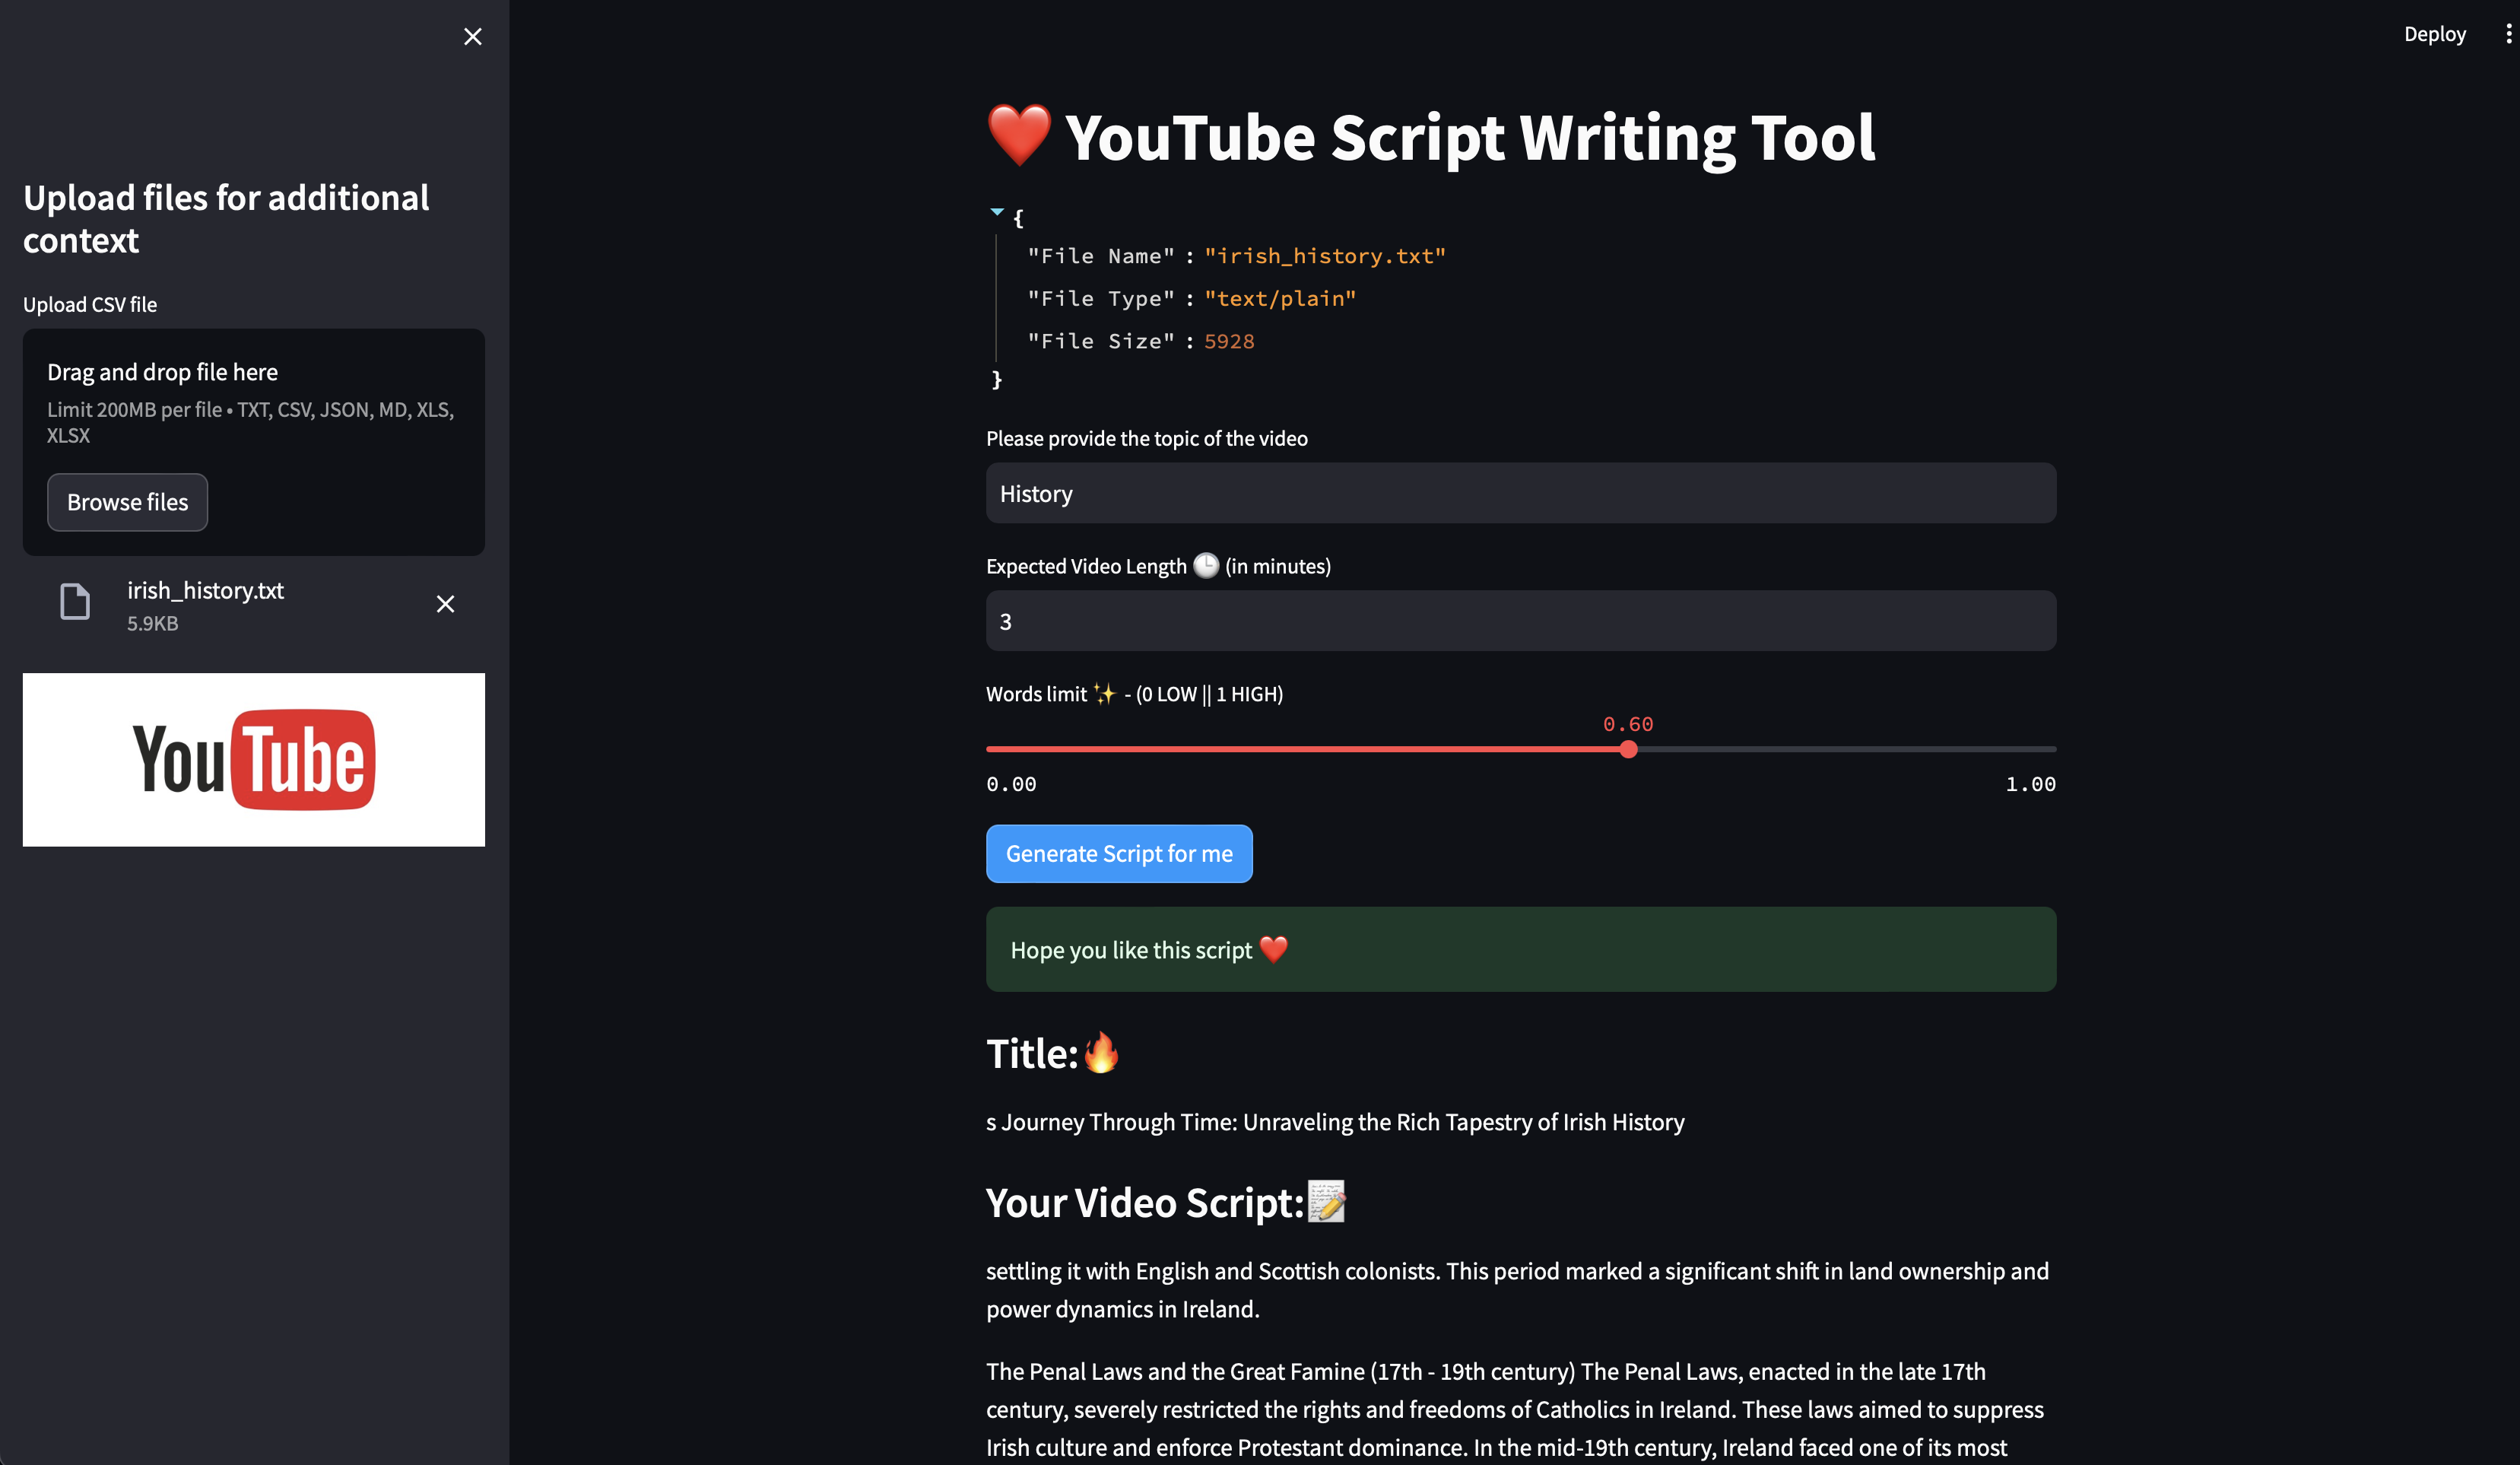 Deploy
Upload files for additional
context
Upload CSV file
Drag and drop file here
Limit 200MB per file • TXT, CSV, JSON, MD, XLS,
XLSX
Browse files
irish_history.txt
5.9KB
YouTube
❤️ YouTube Script Writing Tool
{
"File Name" : "irish_history.txt"
"File Type" : "text/plain"
"File Size" : 5928
}
Please provide the topic of the video
History
Expected Video Length 🕒 (in minutes)
3
Words limit ✨ - (0 LOW || 1 HIGH)
0.60
0.00 1.00
Generate Script for me
Hope you like this script ❤️
Title:🔥
s Journey Through Time: Unraveling the Rich Tapestry of Irish History
Your Video Script:📝
settling it with English and Scottish colonists. This period marked a significant shift in land ownership and
power dynamics in Ireland.
The Penal Laws and the Great Famine (17th - 19th century) The Penal Laws, enacted in the late 17th
century, severely restricted the rights and freedoms of Catholics in Ireland. These laws aimed to suppress
Irish culture and enforce Protestant dominance. In the mid-19th century, Ireland faced one of its most